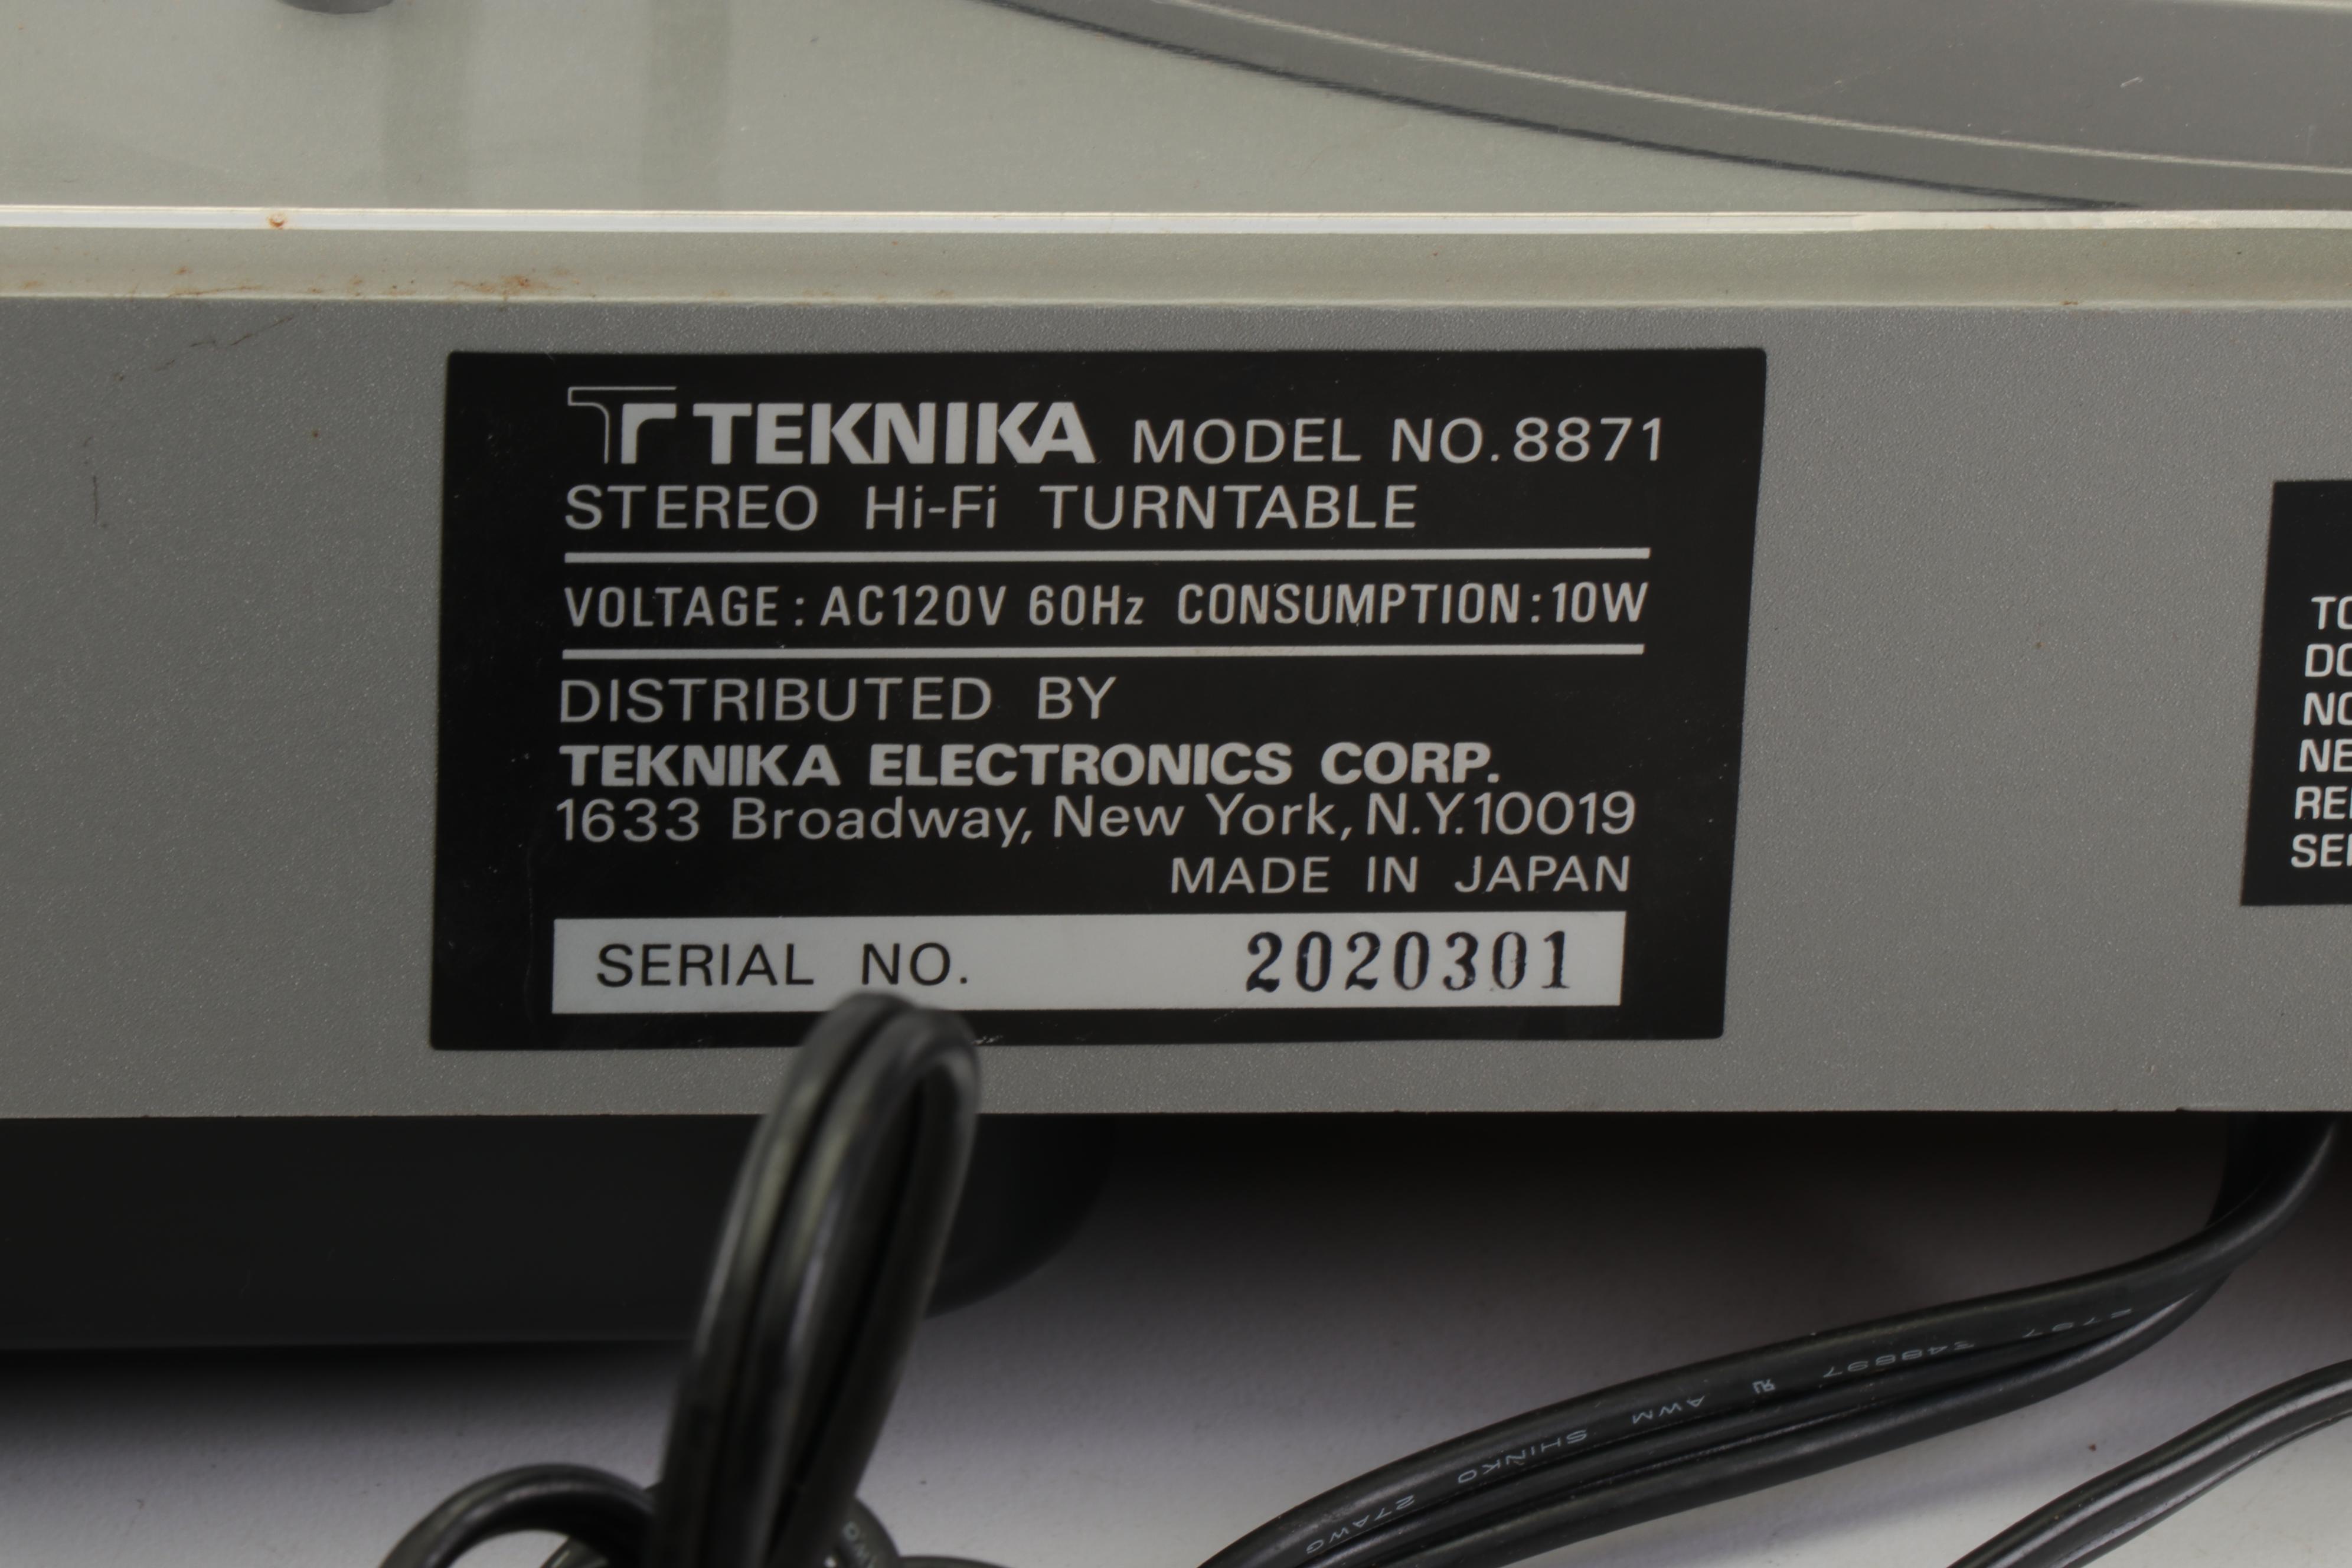 TEKNIKA MODEL NO.8871
STEREO Hi-Fi TURNTABLE
VOLTAGE : AC120V 60Hz CONSUMPTION : 10W
DISTRIBUTED BY
TEKNIKA ELECTRONICS CORP.
1633 Broadway, New York, N.Y.10019
MADE IN JAPAN
SERIAL NO. 2020301
27AWG SHINKO AWM